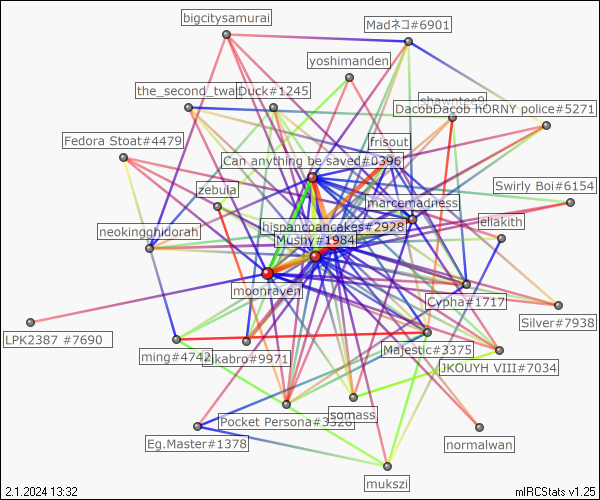 bigcitysamurai
Madネコ#6901
yoshimanden
the_second_twat
Duck#1245
shawntee9
DacobDacob hORNY police#5271
Fedora Stoat#4479
frisout
Can anything be saved#0396
zebula
marcemadness
Swirly Boi#6154
hispancpancakes#2928
ellakith
neokingghidorah
Mushy#1984
moonraven
Cypha#1717
Silver#7938
LPK2387 #7690
ming#4742
#9971
Majestic#3375
JKOUYH VIII#7034
somass
Pocket Persona#3326
Eg.Master#1378
normalwan
mukszi
2.1.2024 13:32
mIRCStats v1.25